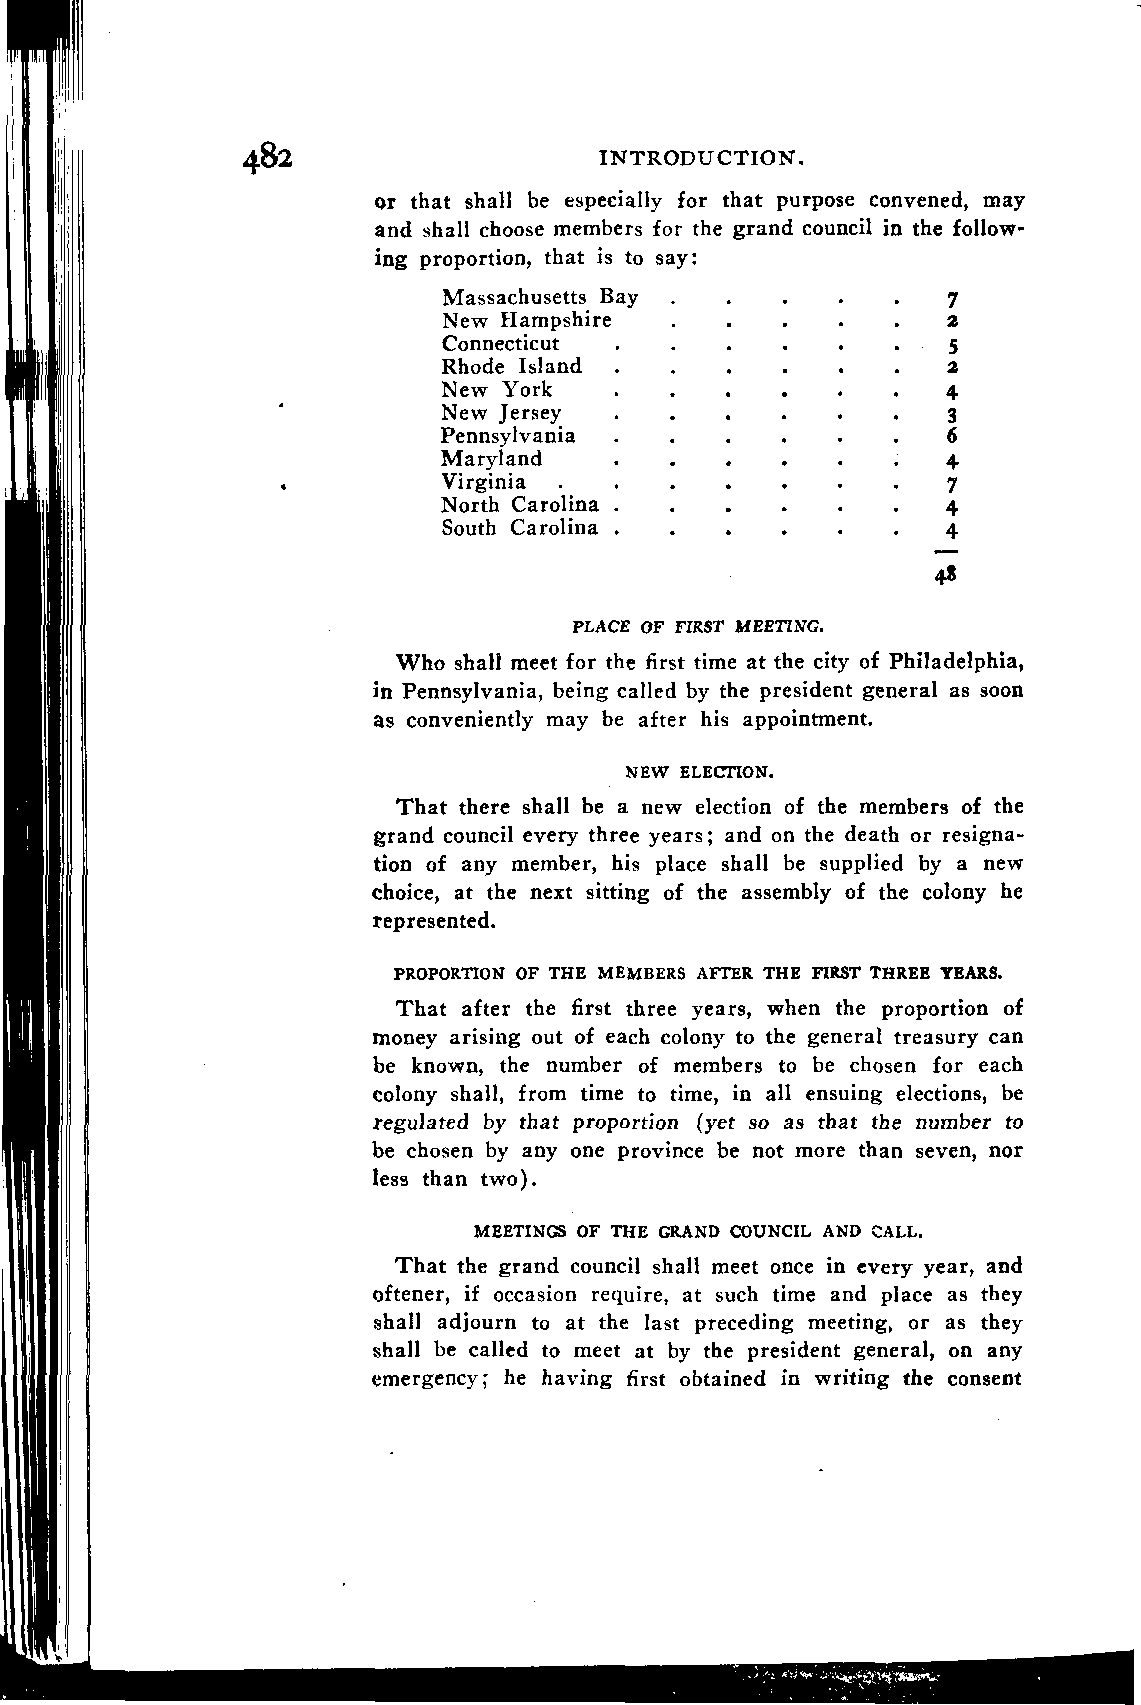 482 INTRODUCTION.
or that shall be especially for that purpose convened, may
and shall choose members for the grand council in the follow-
ing proportion, that is to say:
Massachusetts Bay . . . . . 7
New Hampshire . . . . . 2
Connecticut . . . . . . 5
Rhode Island . . . . . . 2
New York . . . . . . 4
New Jersey . . . . . . 3
Pennsylvania . . . . . . 6
Maryland . . . . . . 4
Virginia . . . . . . . 7
North Carolina . . . . . . 4
South Carolina . . . . . . 4
48
PLACE OF FIRST MEETING.
Who shall meet for the first time at the city of Philadelphia,
in Pennsylvania, being called by the president general as soon
as conveniently may be after his appointment.
NEW ELECTION.
That there shall be a new election of the members of the
grand council every three years; and on the death or resigna-
tion of any member, his place shall be supplied by a new
choice, at the next sitting of the assembly of the colony he
represented.
PROPORTION OF THE MEMBERS AFTER THE FIRST THREE YEARS.
That after the first three years, when the proportion of
money arising out of each colony to the general treasury can
be known, the number of members to be chosen for each
colony shall, from time to time, in all ensuing elections, be
regulated by that proportion (yet so as that the number to
be chosen by any one province be not more than seven, nor
less than two).
MEETINGS OF THE GRAND COUNCIL AND CALL.
That the grand council shall meet once in every year, and
oftener, if occasion require, at such time and place as they
shall adjourn to at the last preceding meeting, or as they
shall be called to meet at by the president general, on any
emergency; he having first obtained in writing the consent